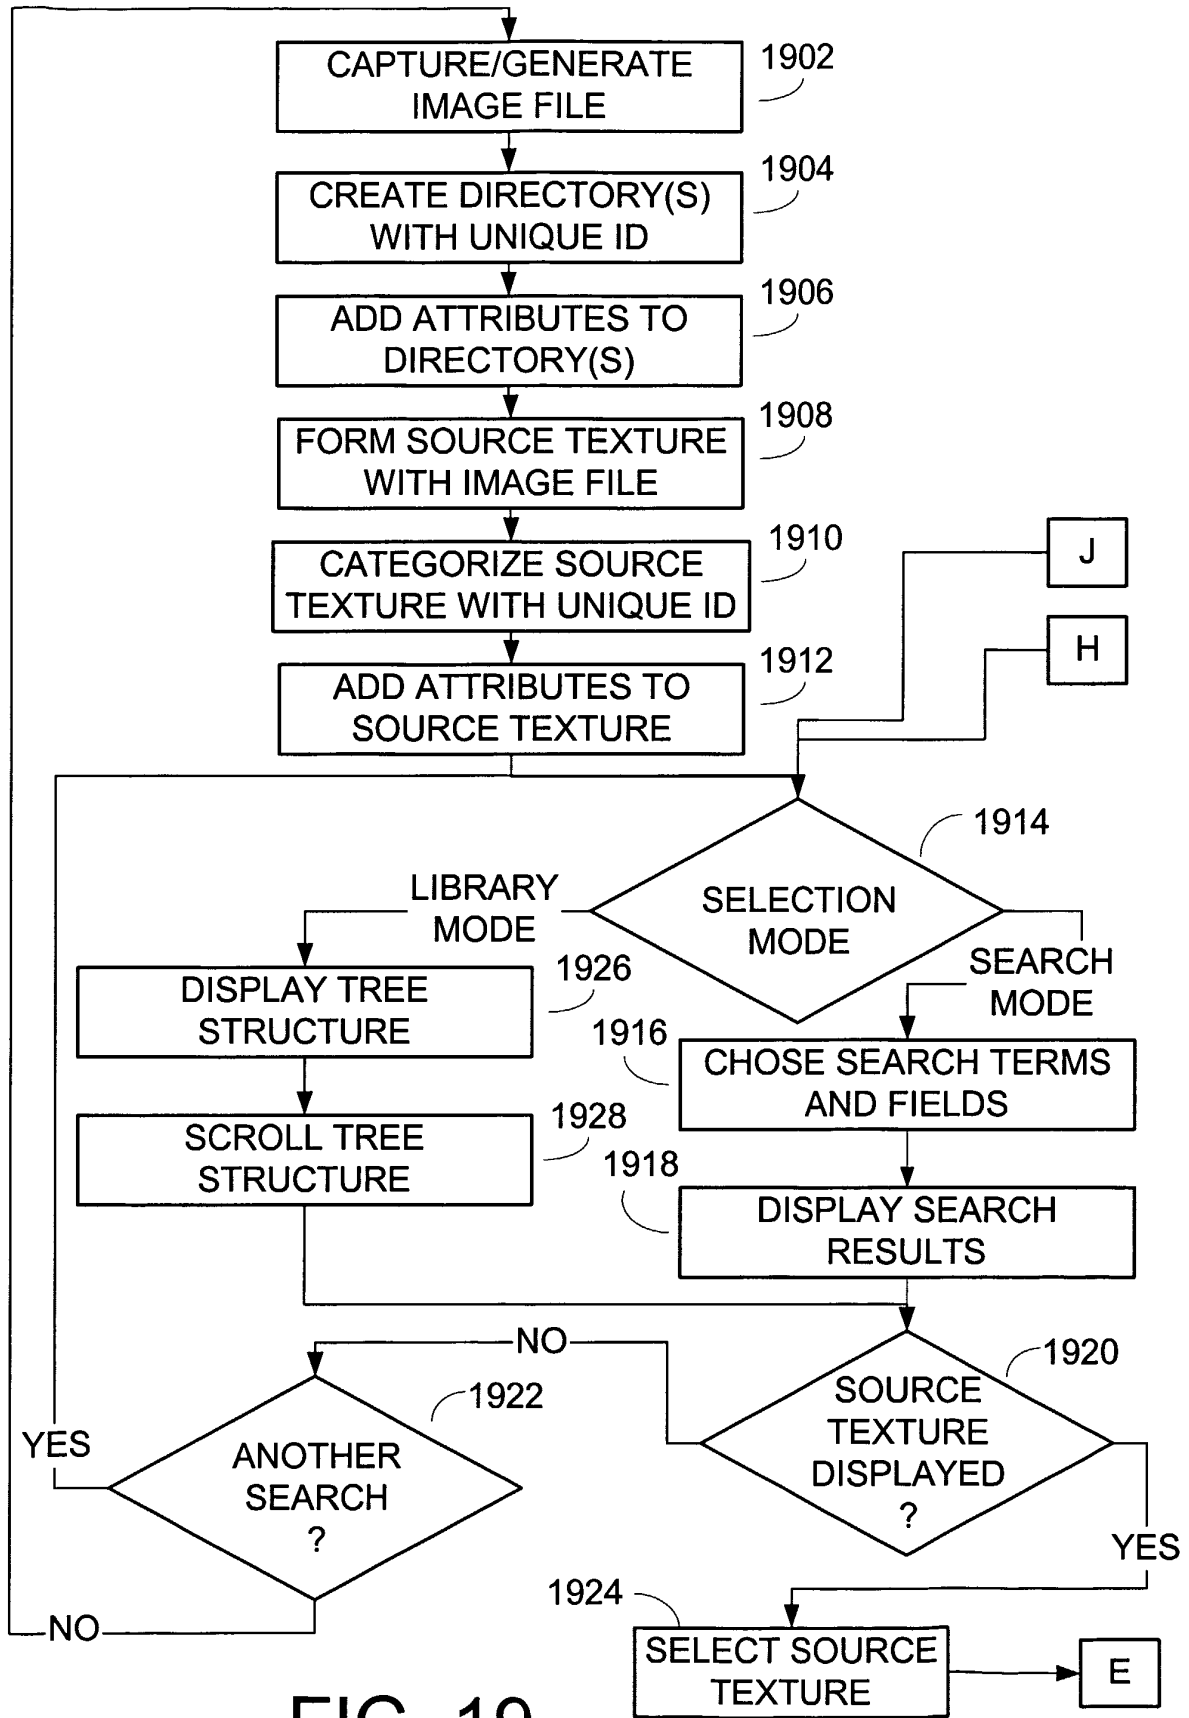 CAPTURE/GENERATE
IMAGE FILE
1902
CREATE DIRECTORY(S)
WITH UNIQUE ID
1904
ADD ATTRIBUTES TO
DIRECTORY(S)
1906
FORM SOURCE TEXTURE
WITH IMAGE FILE
1908
CATEGORIZE SOURCE
TEXTURE WITH UNIQUE ID
1910
J
H
ADD ATTRIBUTES TO
SOURCE TEXTURE
1912
SELECTION
MODE
1914
LIBRARY
MODE
SEARCH
MODE
DISPLAY TREE
STRUCTURE
1926
1916
CHOSE SEARCH TERMS
AND FIELDS
SCROLL TREE
STRUCTURE
1928
1918
DISPLAY SEARCH
RESULTS
NO
1920
SOURCE
TEXTURE
DISPLAYED
?
1922
ANOTHER
SEARCH
?
YES
YES
NO
1924
SELECT SOURCE
TEXTURE
E
FIG. 19